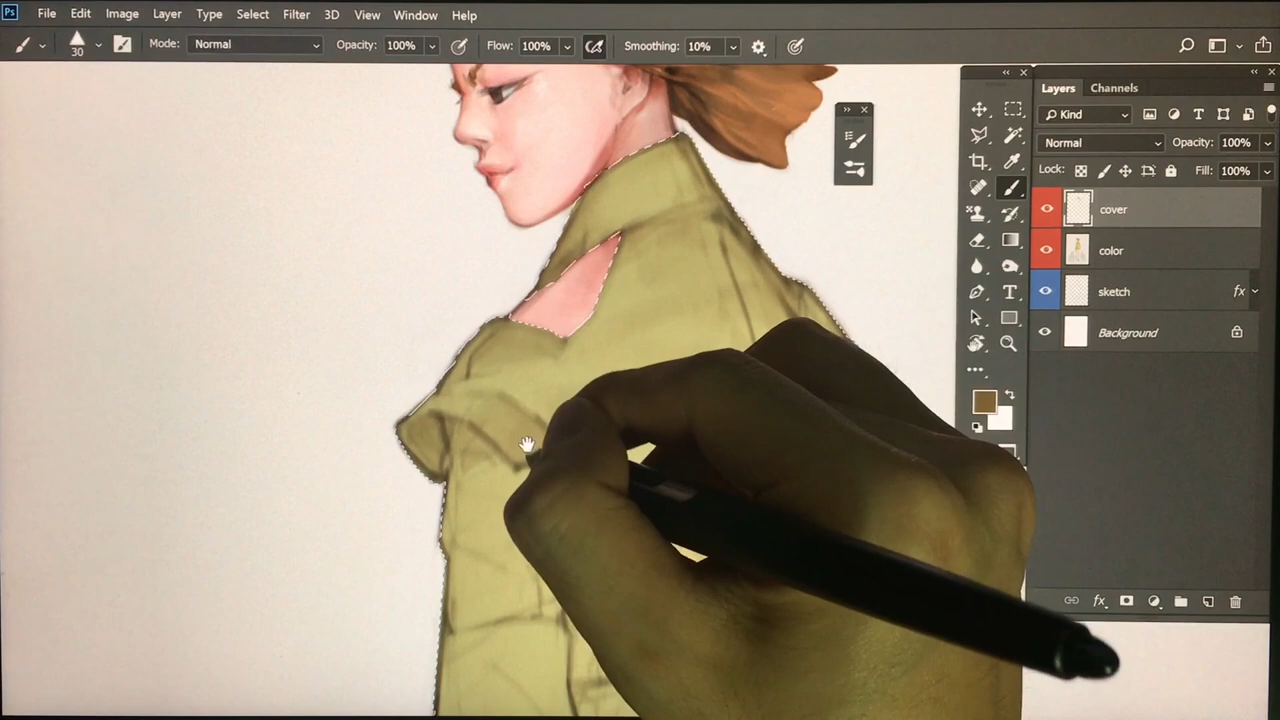 Ps File Edit Image Layer Type Select Filter 3D View Window Help
30 Mode: Normal Opacity: 100% Flow: 100% Smoothing: 10%
Layers Channels
Kind
Normal Opacity: 100%
Lock: Fill: 100%
cover
color
sketch fx
Background
fx